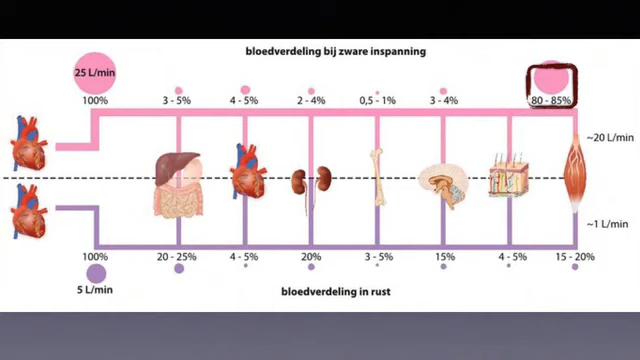 bloedverdeling bij zware inspanning
25 L/min
100% 3 - 5% 4 - 5% 2 - 4% 0,5 - 1% 3 - 4% 80 - 85%
~20 L/min
~1 L/min
100% 20 - 25% 4 - 5% 20% 3 - 5% 15% 4 - 5% 15 - 20%
5 L/min
bloedverdeling in rust